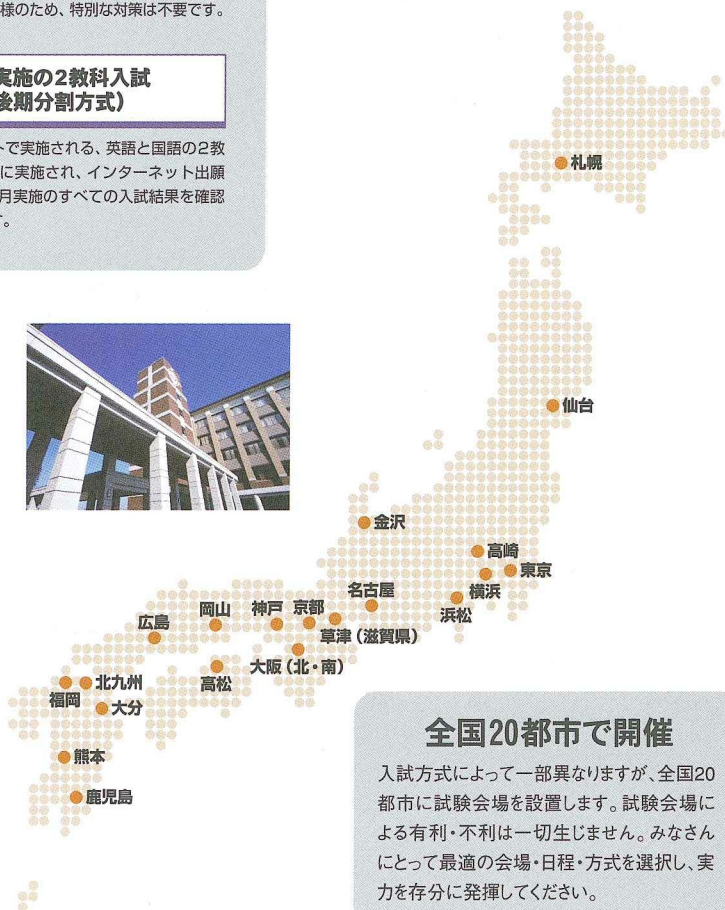 様のため、特別な対策は不要です。
実施の2教科入試
後期分割方式）
トで実施される、英語と国語の2教
に実施され、インターネット出願
月実施のすべての入試結果を確認
す。
札幌
仙台
金沢
高崎
東京
横浜
浜松
名古屋
草津（滋賀県）
京都
神戸
大阪（北・南）
岡山
広島
高松
北九州
福岡
大分
熊本
鹿児島
全国20都市で開催
入試方式によって一部異なりますが、全国20
都市に試験会場を設置します。試験会場に
よる有利・不利は一切生じません。みなさん
にとって最適の会場・日程・方式を選択し、実
力を存分に発揮してください。